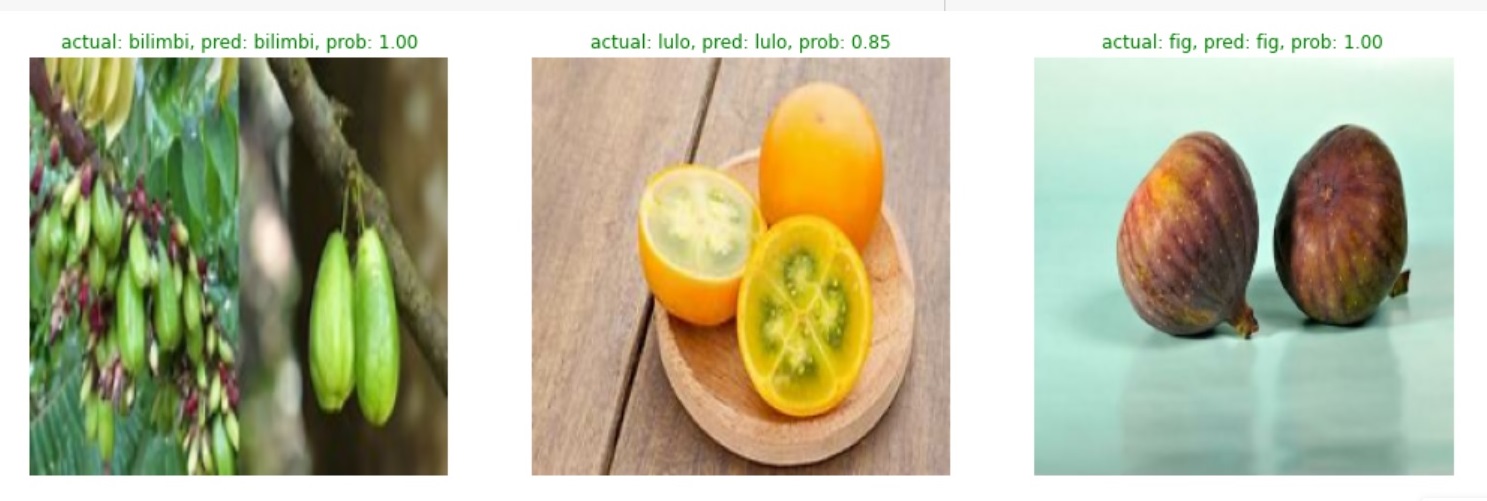 actual: bilimbi, pred: bilimbi, prob: 1.00
actual: lulo, pred: lulo, prob: 0.85
actual: fig, pred: fig, prob: 1.00